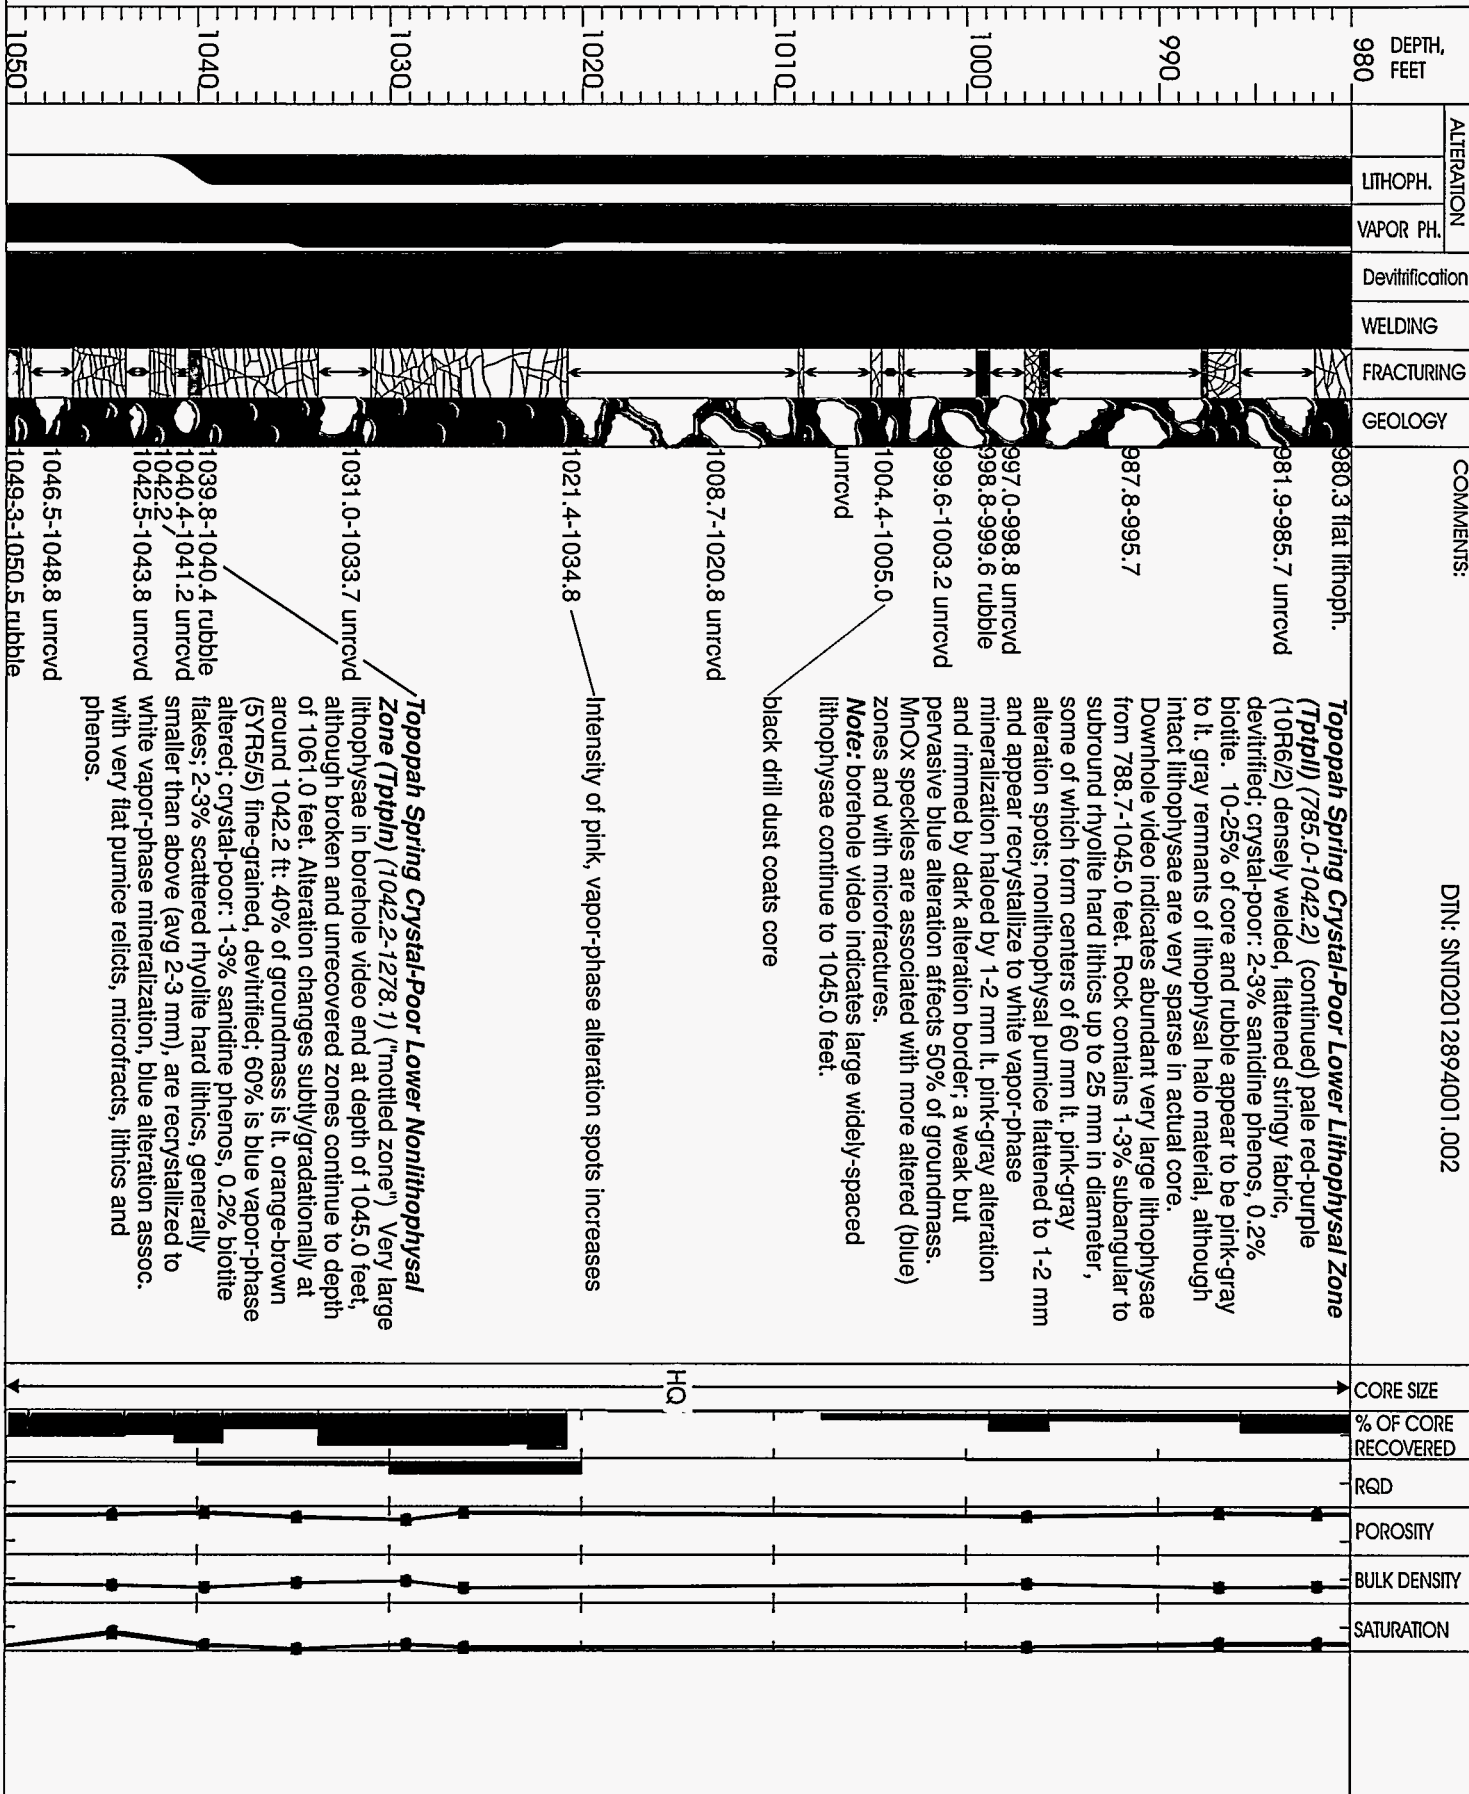 DTN: SNT02012894001.002
DEPTH,
FEET
ALTERATION
LITHOPH.
VAPOR PH.
Devitrification
WELDING
FRACTURING
GEOLOGY
COMMENTS:
CORE SIZE
% OF CORE
RECOVERED
RQD
POROSITY
BULK DENSITY
SATURATION
980
990
1000
1010
1020
1030
1040
1050
980.3 flat lithoph.
981.9-985.7 unrcvd
987.8-995.7
997.0-998.8 unrcvd
998.8-999.6 rubble
999.6-1003.2 unrcvd
1004.4-1005.0
unrcvd
1008.7-1020.8 unrcvd
1021.4-1034.8
1031.0-1033.7 unrcvd
1039.8-1040.4 rubble
1040.4-1041.2 unrcvd
1042.2
1042.5-1043.8 unrcvd
1046.5-1048.8 unrcvd
1049-3-1050.5 rubble
Topopah Spring Crystal-Poor Lower Lithophysal Zone
(Tptpll) (785.0-1042.2) (continued) pale red-purple
(10R6/2) densely welded, flattened stringy fabric,
devitrified; crystal-poor: 2-3% sanidine phenos, 0.2%
biotite. 10-25% of core and rubble appear to be pink-gray
to lt. gray remnants of lithophysal halo material, although
intact lithophysae are very sparse in actual core.
Downhole video indicates abundant very large lithophysae
from 788.7-1045.0 feet. Rock contains 1-3% subangular to
subround rhyolite hard lithics up to 25 mm in diameter,
some of which form centers of 60 mm lt. pink-gray
alteration spots; nonlithophysal pumice flattened to 1-2 mm
and appear recrystallize to white vapor-phase
mineralization haloed by 1-2 mm lt. pink-gray alteration
and rimmed by dark alteration border; a weak but
pervasive blue alteration affects 50% of groundmass.
MnOx speckles are associated with more altered (blue)
zones and with microfractures.
Note: borehole video indicates large widely-spaced
lithophysae continue to 1045.0 feet.
black drill dust coats core
Intensity of pink, vapor-phase alteration spots increases
Topopah Spring Crystal-Poor Lower Nonlithophysal
Zone (Tptpln) (1042.2-1278.1) ("mottled zone") Very large
lithophysae in borehole video end at depth of 1045.0 feet,
although broken and unrecovered zones continue to depth
of 1061.0 feet. Alteration changes subtly/gradationally at
around 1042.2 ft: 40% of groundmass is lt. orange-brown
(5YR5/5) fine-grained, devitrified; 60% is blue vapor-phase
altered; crystal-poor: 1-3% sanidine phenos, 0.2% biotite
flakes; 2-3% scattered rhyolite hard lithics, generally
smaller than above (avg 2-3 mm), are recrystallized to
white vapor-phase mineralization, blue alteration assoc.
with very flat pumice relicts, microfracts, lithics and
phenos.
HQ